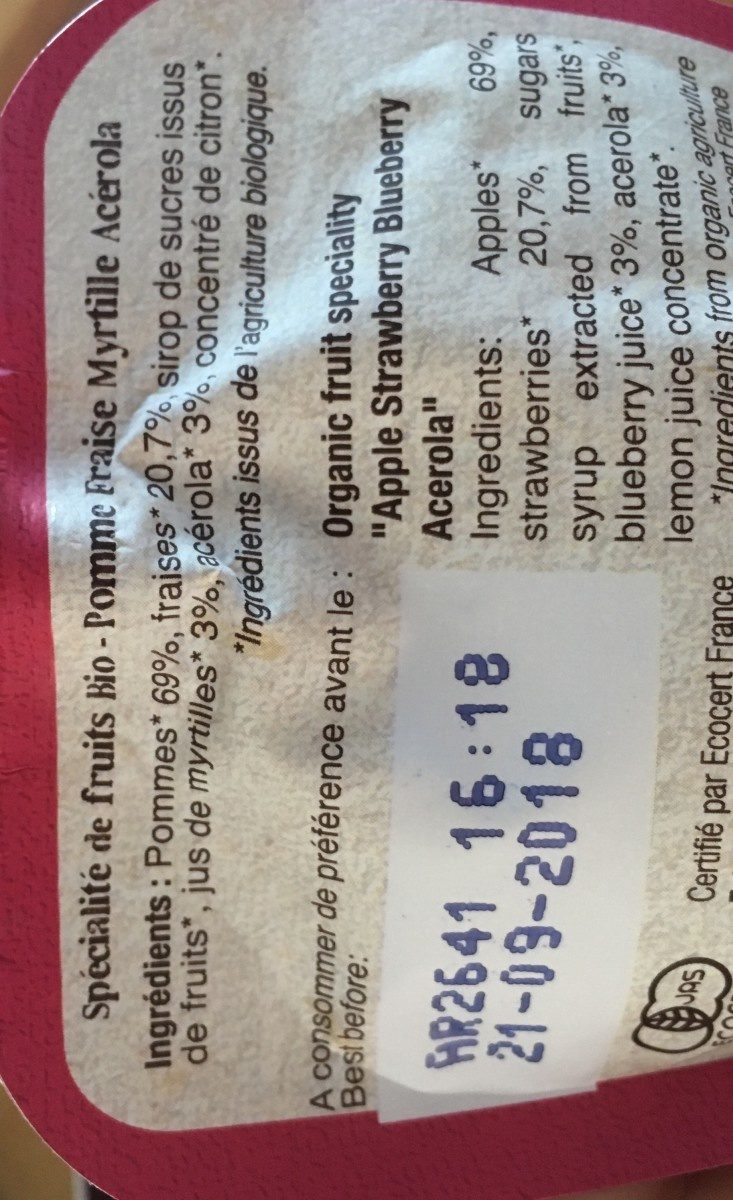 Spécialité de fruits Bio - Pomme Fraise Myrtille Acérola
Ingrédients : Pommes* 69%, fraises* 20,7%, sirop de sucres issus
de fruits*, jus de myrtilles* 3%, acérola* 3%, concentré de citron*.
*Ingrédients issus de l'agriculture biologique.
A consommer de préférence avant le :
Best before:
AR2641 16:18
21-09-2018
Organic fruit speciality
"Apple Strawberry Blueberry
Acerola"
Ingredients: Apples* 69%,
strawberries* 20,7%, sugars
syrup extracted from fruits*,
blueberry juice* 3%, acerola* 3%,
lemon juice concentrate*.
*Ingredients from organic agriculture
Certifié par Ecocert France
JAS